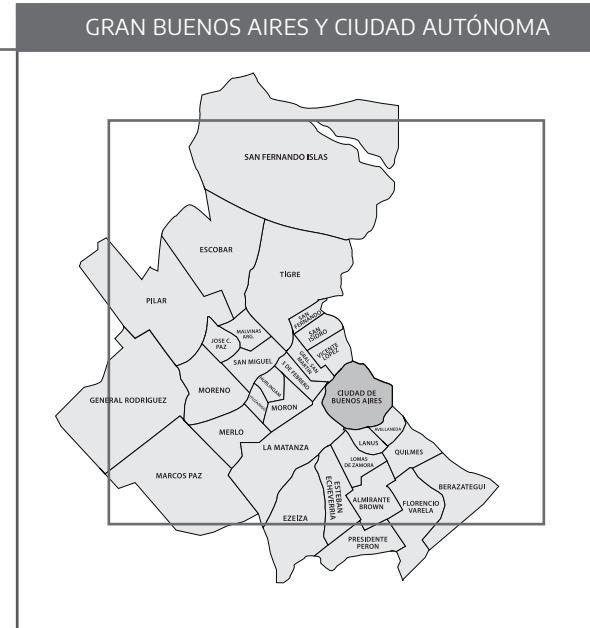 GRAN BUENOS AIRES Y CIUDAD AUTÓNOMA
SAN FERNANDO ISLAS
ESCOBAR
TIGRE
PILAR
SAN
FERNANDO
MALVINAS
ARG.
SAN
ISIDRO
JOSE C.
PAZ
VICENTE
LOPEZ
GRAL. SAN
MARTIN
SAN MIGUEL
3 DE FEBRERO
HURLINGAM
MORENO
CIUDAD DE
BUENOS AIRES
GENERAL RODRIGUEZ
ITUZAINGO
MORON
MERLO
AVELLANEDA
LANUS
LA MATANZA
QUILMES
LOMAS
DE ZAMORA
MARCOS PAZ
ESTEBAN
ECHEVERRIA
BERAZATEGUI
ALMIRANTE
BROWN
FLORENCIO
VARELA
EZEIZA
PRESIDENTE
PERON